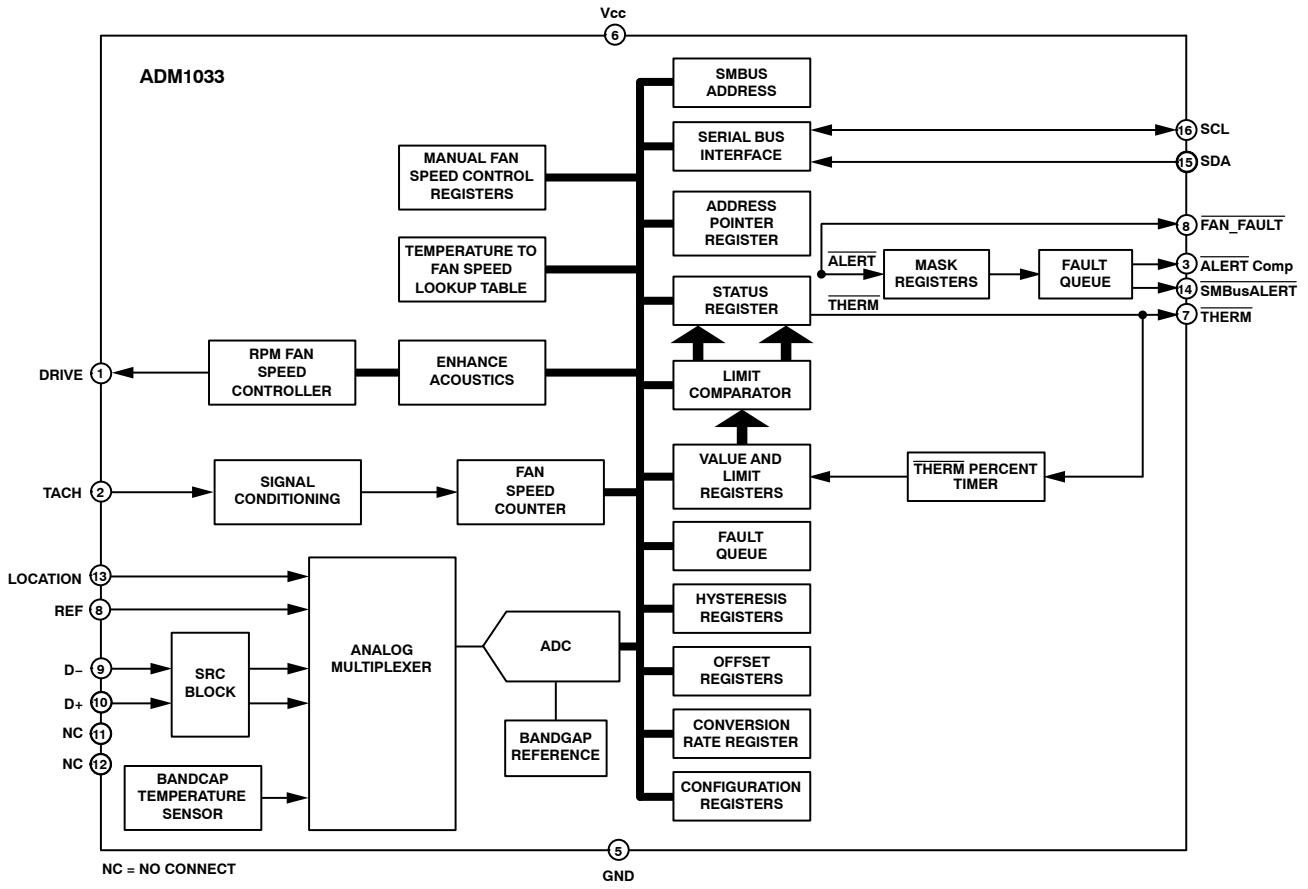 Vcc
6
ADM1033
SMBUS
ADDRESS
SERIAL BUS
INTERFACE
16 SCL
15 SDA
MANUAL FAN
SPEED CONTROL
REGISTERS
ADDRESS
POINTER
REGISTER
8 FAN_FAULT
TEMPERATURE TO
FAN SPEED
LOOKUP TABLE
ALERT
MASK
REGISTERS
FAULT
QUEUE
3 ALERT Comp
14 SMBusALERT
STATUS
REGISTER
THERM
7 THERM
DRIVE 1
RPM FAN
SPEED
CONTROLLER
ENHANCE
ACOUSTICS
LIMIT
COMPARATOR
TACH 2
SIGNAL
CONDITIONING
FAN
SPEED
COUNTER
VALUE AND
LIMIT
REGISTERS
THERM PERCENT
TIMER
FAULT
QUEUE
LOCATION 13
REF 8
D– 9
D+ 10
NC 11
NC 12
SRC
BLOCK
ANALOG
MULTIPLEXER
ADC
HYSTERESIS
REGISTERS
OFFSET
REGISTERS
BANDGAP
REFERENCE
CONVERSION
RATE REGISTER
BANDCAP
TEMPERATURE
SENSOR
CONFIGURATION
REGISTERS
5
GND
NC = NO CONNECT